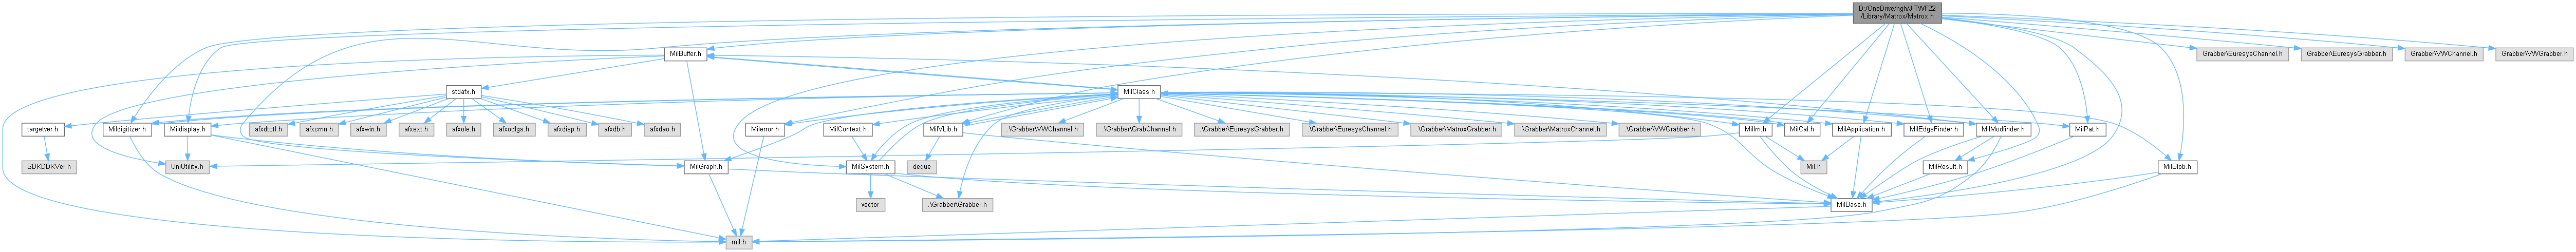 D:/OneDrive/ngh/J-TWF22
/Library/Matrox/Matrox.h
MilBuffer.h
Grabber\EuresysChannel.h
Grabber\EuresysGrabber.h
Grabber\VWChannel.h
Grabber\VWGrabber.h
stdafx.h
MilClass.h
targetver.h
Mildigitizer.h
Mildisplay.h
afxdtctl.h
afxcmn.h
afxwin.h
afxext.h
afxole.h
afxodlgs.h
afxdisp.h
afxdb.h
afxdao.h
Milerror.h
MilContext.h
MilVLib.h
..\Grabber\VWChannel.h
..\Grabber\GrabChannel.h
..\Grabber\EuresysGrabber.h
..\Grabber\EuresysChannel.h
..\Grabber\MatroxGrabber.h
..\Grabber\MatroxChannel.h
..\Grabber\VWGrabber.h
MilIm.h
MilCal.h
MilApplication.h
MilEdgeFinder.h
MilModfinder.h
MilPat.h
SDKDDKVer.h
UniUtility.h
MilGraph.h
MilSystem.h
deque
Mil.h
MilResult.h
MilBlob.h
vector
..\Grabber\Grabber.h
MilBase.h
mil.h